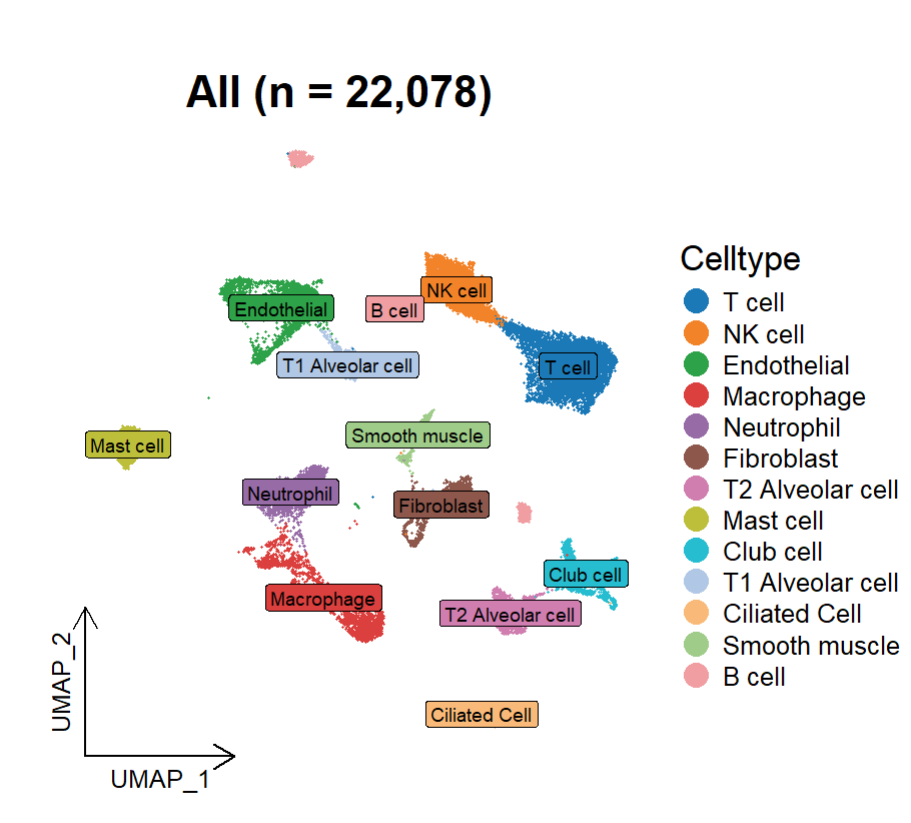 All (n = 22,078)
NK cell
Endothelial
B cell
T1 Alveolar cell
T cell
Smooth muscle
Mast cell
Neutrophil
Fibroblast
Club cell
Macrophage
T2 Alveolar cell
Ciliated Cell
UMAP_2
UMAP_1
Celltype
T cell
NK cell
Endothelial
Macrophage
Neutrophil
Fibroblast
T2 Alveolar cell
Mast cell
Club cell
T1 Alveolar cell
Ciliated Cell
Smooth muscle
B cell